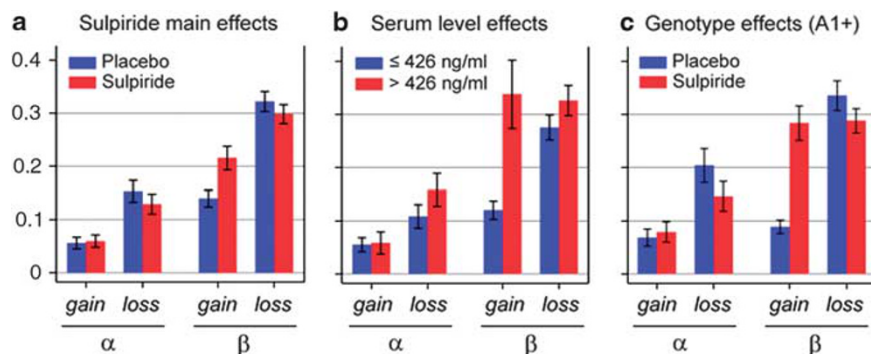 a Sulpiride main effects
b Serum level effects
c Genotype effects (A1+)
0.4
0.3
0.2
0.1
0
Placebo
Sulpiride
≤ 426 ng/ml
> 426 ng/ml
Placebo
Sulpiride
gain loss gain loss
α β
gain loss gain loss
α β
gain loss gain loss
α β